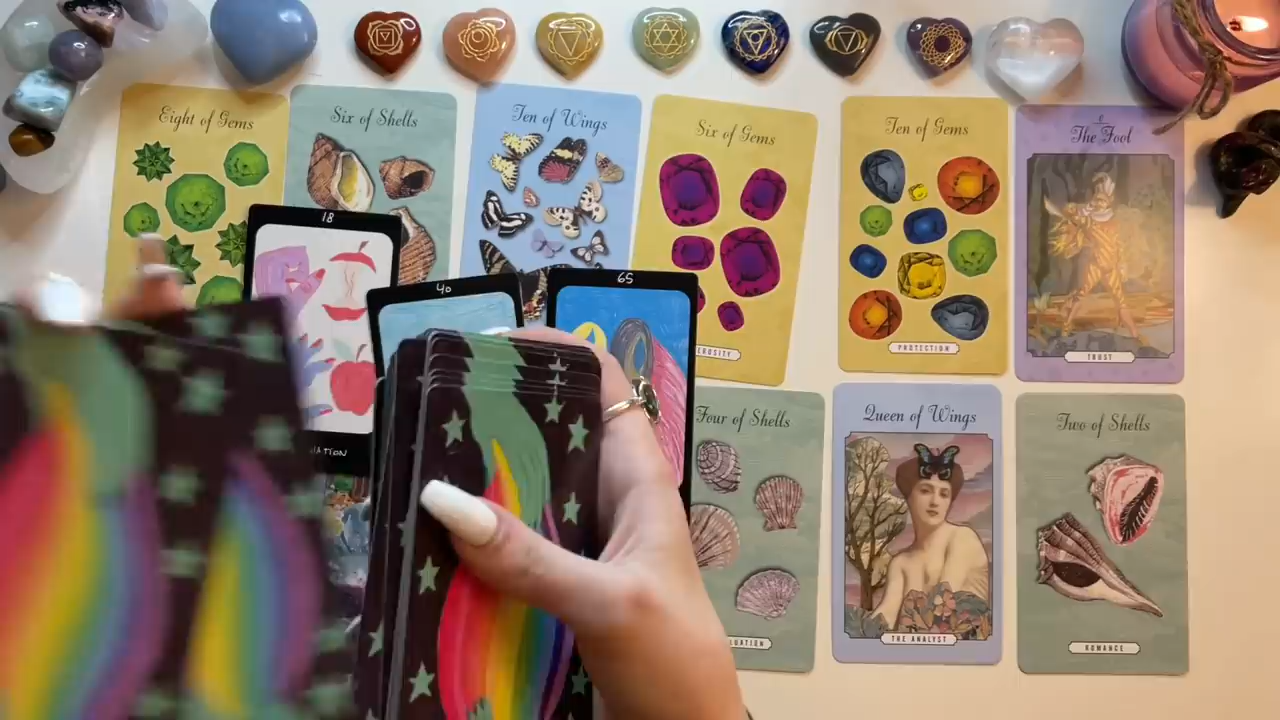 Eight of Gems
Six of Shells
Ten of Wings
Six of Gems
Ten of Gems
0
The Fool
18
40
65
PROTECTION
TRUST
Four of Shells
Queen of Wings
Two of Shells
THE ANALYST
ROMANCE